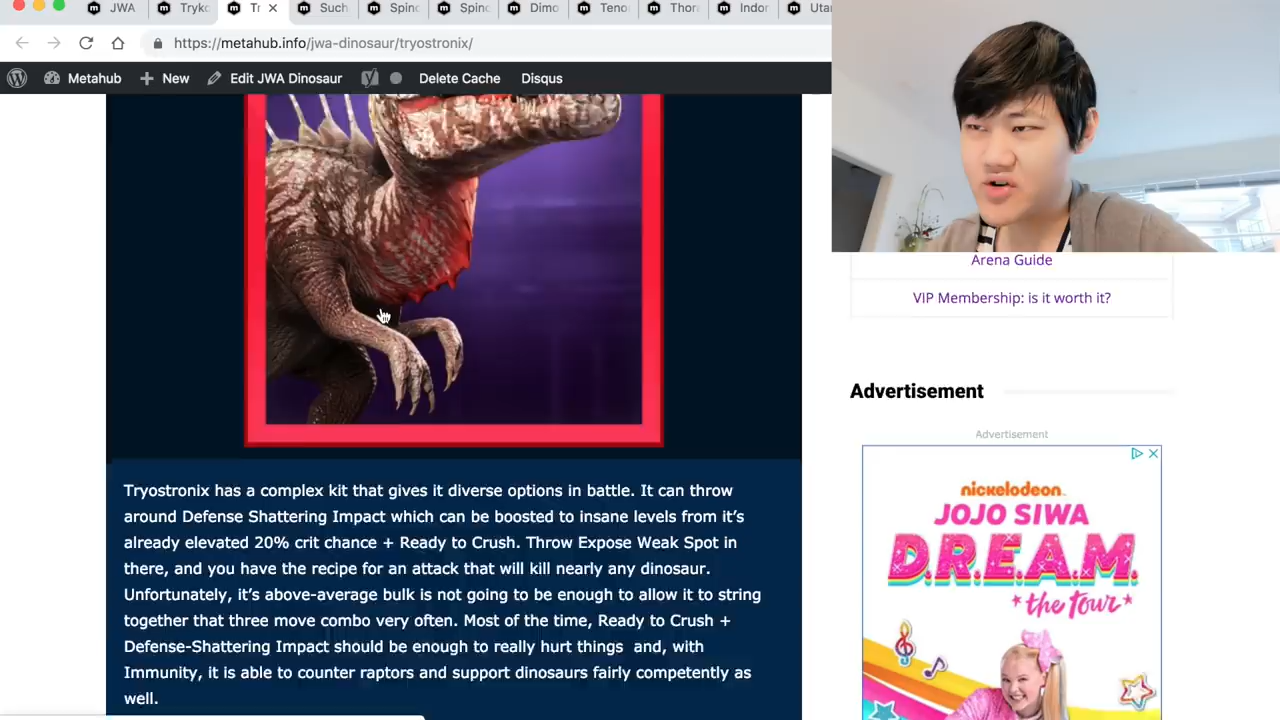 JWA
Tryko
Tr
Such
Spino
Spino
Dimo
Teno
Thor
Indor
Utah
https://metahub.info/jwa-dinosaur/tryostronix/
Metahub
New
Edit JWA Dinosaur
Delete Cache
Disqus
Arena Guide
VIP Membership: is it worth it?
Advertisement
Advertisement
nickelodeon
JOJO SIWA
D.R.E.A.M.
the tour
Tryostronix has a complex kit that gives it diverse options in battle. It can throw
around Defense Shattering Impact which can be boosted to insane levels from it's
already elevated 20% crit chance + Ready to Crush. Throw Expose Weak Spot in
there, and you have the recipe for an attack that will kill nearly any dinosaur.
Unfortunately, it's above-average bulk is not going to be enough to allow it to string
together that three move combo very often. Most of the time, Ready to Crush +
Defense-Shattering Impact should be enough to really hurt things and, with
Immunity, it is able to counter raptors and support dinosaurs fairly competently as
well.